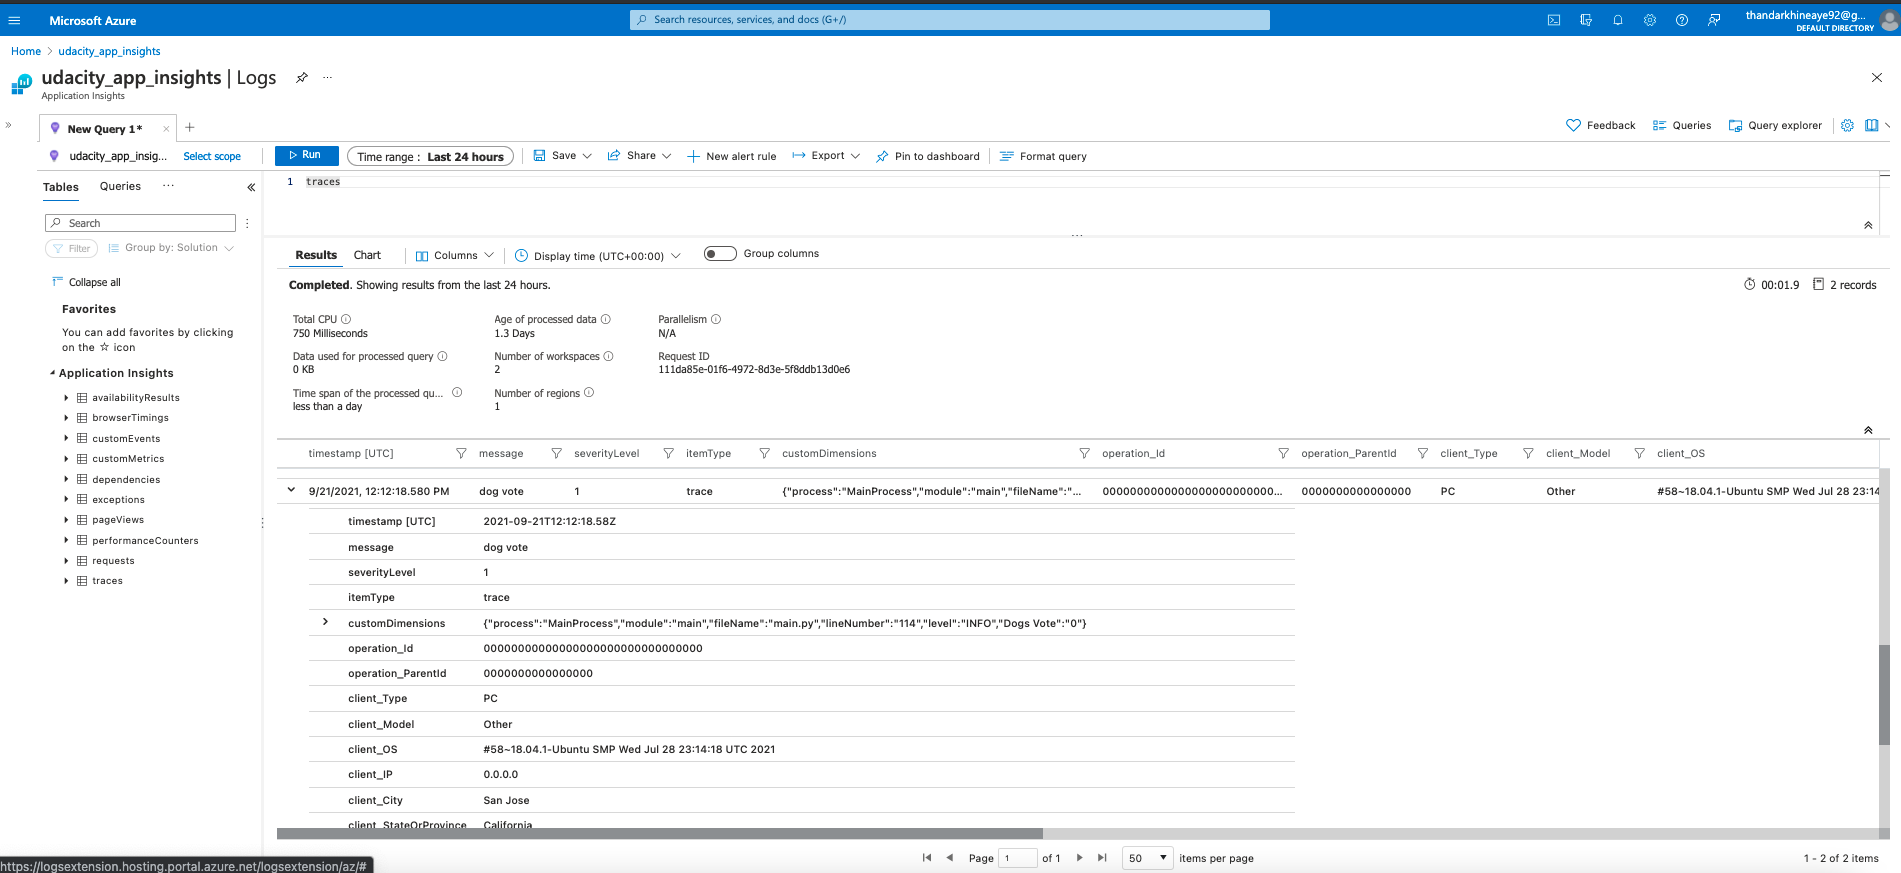 Microsoft Azure
Search resources, services, and docs (G+/)
thandarkhineaye92@g...
DEFAULT DIRECTORY
Home > udacity_app_insights
udacity_app_insights | Logs ...
Application Insights
New Query 1*
Feedback
Queries
Query explorer
udacity_app_insig...
Select scope
Run
Time range : Last 24 hours
Save
Share
New alert rule
Export
Pin to dashboard
Format query
Tables
Queries
...
1 traces
Search
Filter
Group by: Solution
Results
Chart
Columns
Display time (UTC+00:00)
Group columns
Collapse all
Completed. Showing results from the last 24 hours.
00:01.9
2 records
Favorites
You can add favorites by clicking
on the ☆ icon
Total CPU
750 Milliseconds
Age of processed data
1.3 Days
Parallelism
N/A
Data used for processed query
0 KB
Number of workspaces
2
Request ID
111da85e-01f6-4972-8d3e-5f8ddb13d0e6
Time span of the processed qu...
less than a day
Number of regions
1
Application Insights
availabilityResults
browserTimings
customEvents
customMetrics
dependencies
exceptions
pageViews
performanceCounters
requests
traces
timestamp [UTC] message severityLevel itemType customDimensions operation_Id operation_ParentId client_Type client_Model client_OS
9/21/2021, 12:12:18.580 PM dog vote 1 trace {"process":"MainProcess","module":"main","fileName":"... 00000000000000000000000000... 0000000000000000 PC Other #58~18.04.1-Ubuntu SMP Wed Jul 28 23:14
timestamp [UTC] 2021-09-21T12:12:18.58Z
message dog vote
severityLevel 1
itemType trace
customDimensions {"process":"MainProcess","module":"main","fileName":"main.py","lineNumber":"114","level":"INFO","Dogs Vote":"0"}
operation_Id 00000000000000000000000000000000
operation_ParentId 0000000000000000
client_Type PC
client_Model Other
client_OS #58~18.04.1-Ubuntu SMP Wed Jul 28 23:14:18 UTC 2021
client_IP 0.0.0.0
client_City San Jose
client_StateOrProvince California
Page 1 of 1
50 items per page
1 - 2 of 2 items
https://logsextension.hosting.portal.azure.net/logsextension/az/#